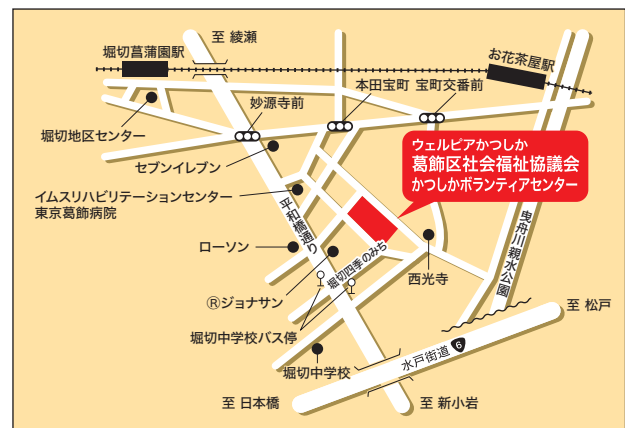 至 綾瀬
堀切菖蒲園駅
お花茶屋駅
本田宝町
宝町交番前
妙源寺前
堀切地区センター
セブンイレブン
ウェルピアかつしか
葛飾区社会福祉協議会
かつしかボランティアセンター
イムスリハビリテーションセンター
東京葛飾病院
平和橋通り
曳舟川親水公園
ローソン
堀切四季のみち
西光寺
Ⓡジョナサン
至 松戸
堀切中学校バス停
水戸街道
6
堀切中学校
至 日本橋
至 新小岩